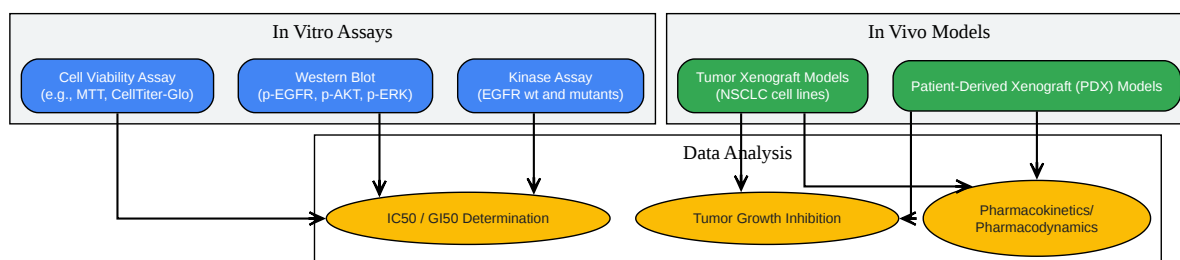 In Vitro Assays
In Vivo Models
Cell Viability Assay
(e.g., MTT, CellTiter-Glo)
Western Blot
(p-EGFR, p-AKT, p-ERK)
Kinase Assay
(EGFR wt and mutants)
Tumor Xenograft Models
(NSCLC cell lines)
Patient-Derived Xenograft (PDX) Models
Data Analysis
IC50 / GI50 Determination
Tumor Growth Inhibition
Pharmacokinetics/
Pharmacodynamics